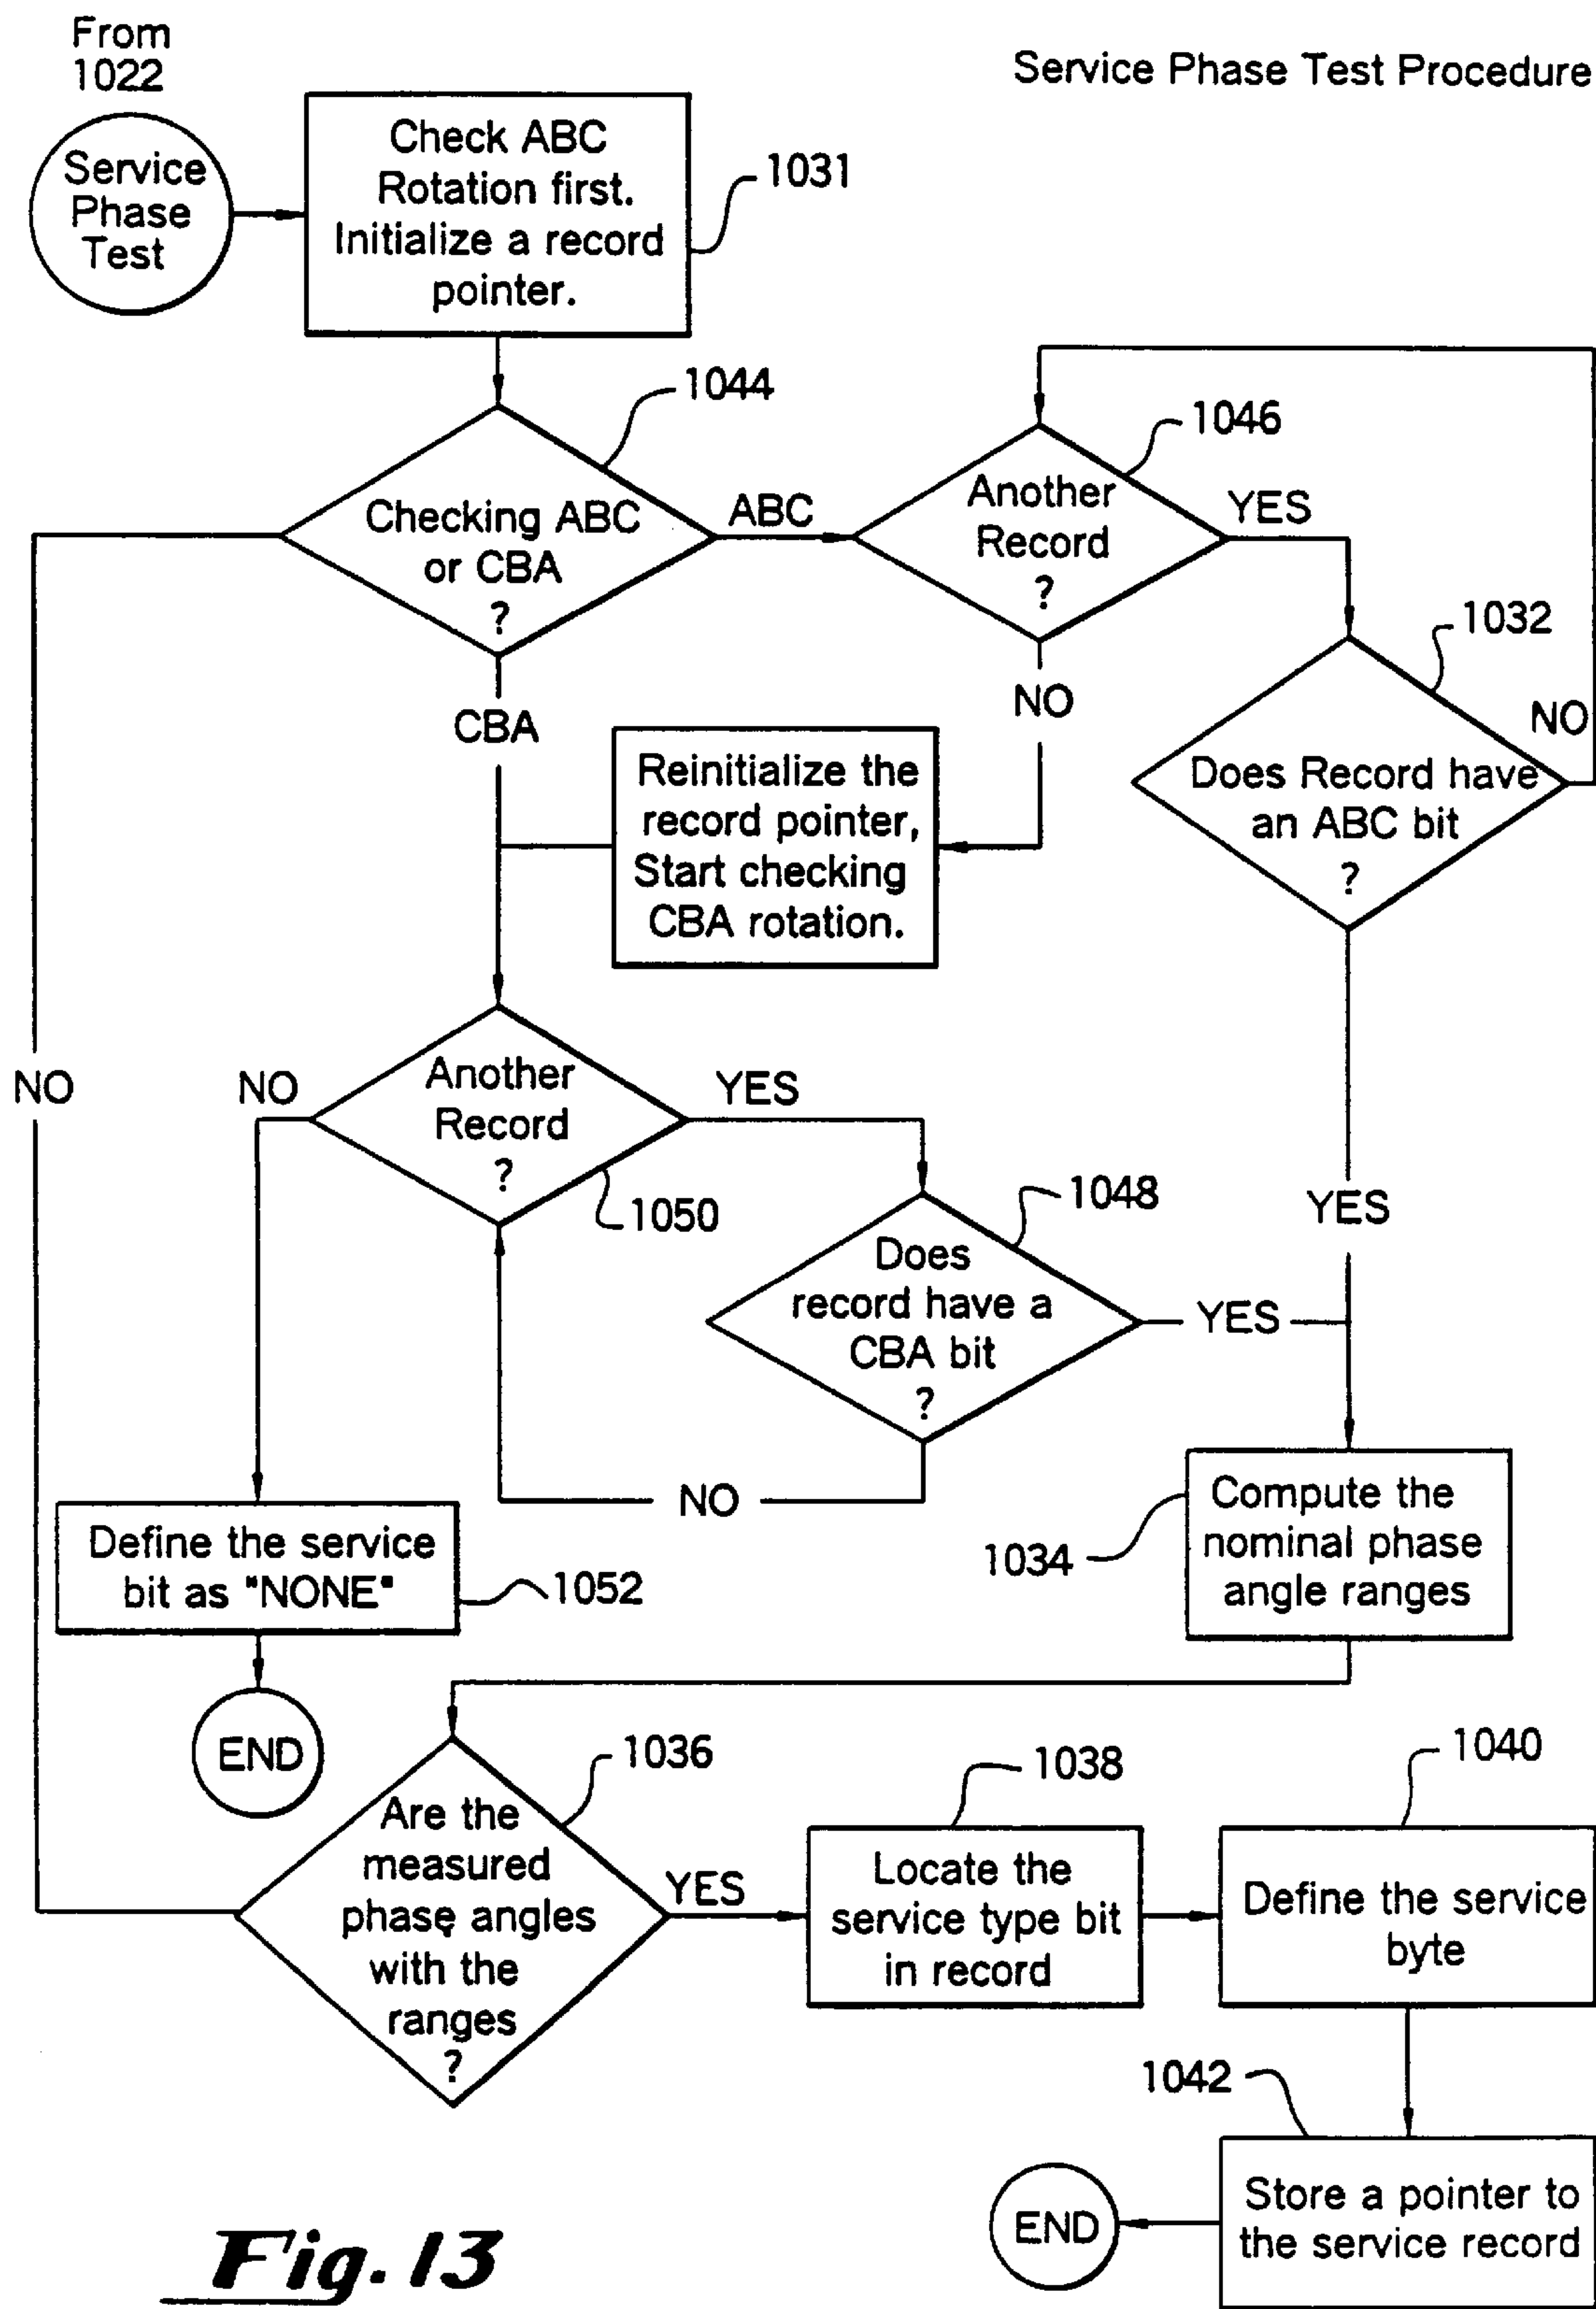 From
1022
Service Phase Test Procedure
Service
Phase
Test
Check ABC
Rotation first.
Initialize a record
pointer.
1031
1044
1046
Checking ABC
or CBA
?
ABC
Another
Record
?
YES
1032
NO
CBA
NO
Does Record have
an ABC bit
?
Reinitialize the
record pointer,
Start checking
CBA rotation.
NO
NO
Another
Record
?
YES
1050
1048
YES
Does
record have a
CBA bit
?
YES
NO
Define the service
bit as "NONE"
1052
1034
Compute the
nominal phase
angle ranges
END
1036
1038
1040
Are the
measured
phase angles
with the
ranges
?
YES
Locate the
service type bit
in record
Define the service
byte
1042
END
Store a pointer to
the service record
Fig. 13